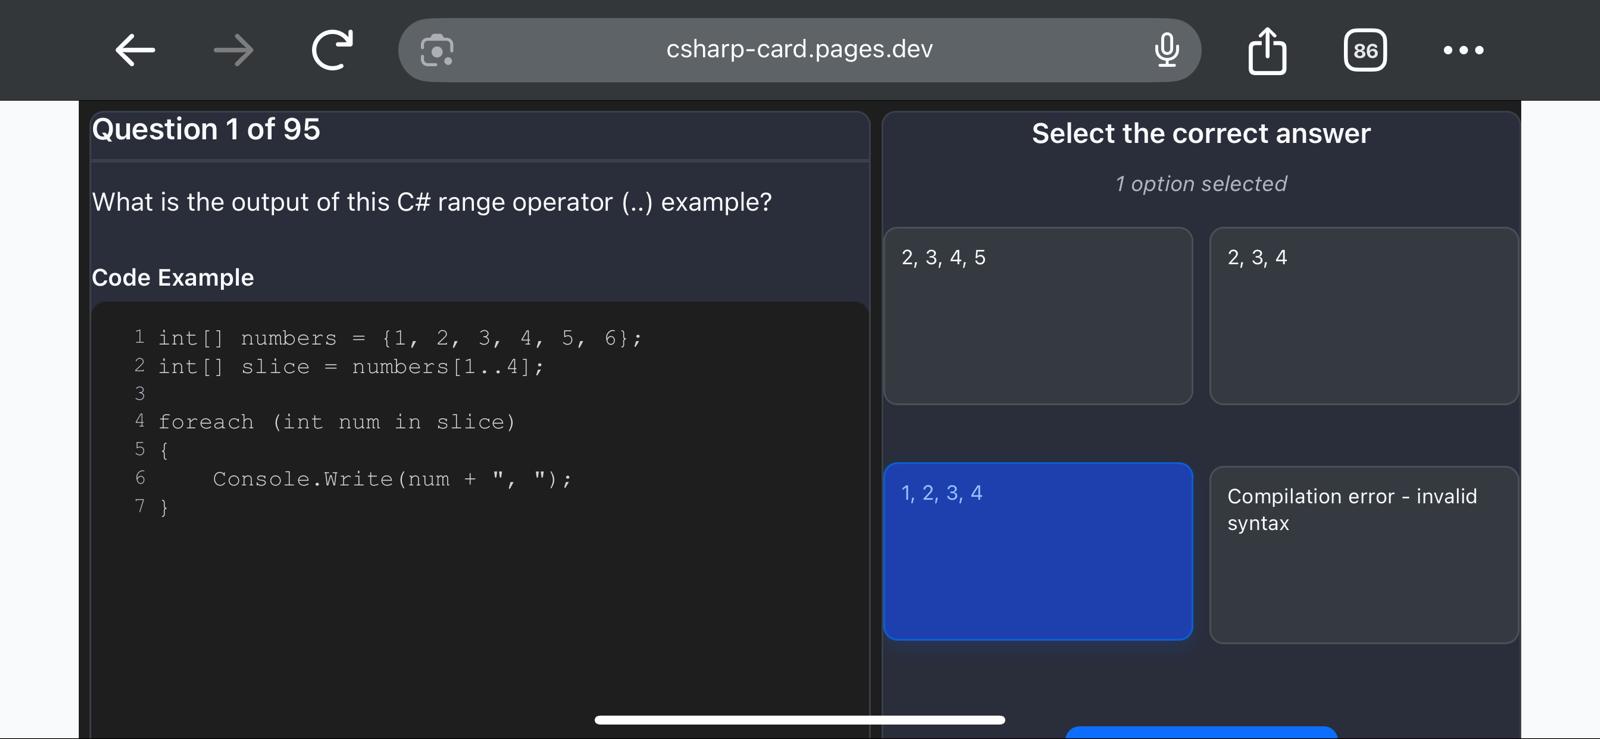 csharp-card.pages.dev
86
Question 1 of 95
What is the output of this C# range operator (..) example?
Code Example
1 int[] numbers = {1, 2, 3, 4, 5, 6};
2 int[] slice = numbers[1..4];
3
4 foreach (int num in slice)
5 {
6     Console.Write(num + ", ");
7 }
Select the correct answer
1 option selected
2, 3, 4, 5
2, 3, 4
1, 2, 3, 4
Compilation error - invalid
syntax